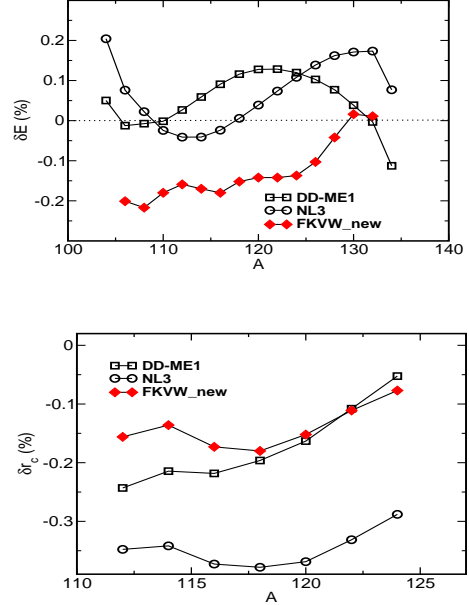 0.2
0.1
0
-0.1
-0.2
δE (%)
DD-ME1
NL3
FKVW_new
100 110 120 130 140
A
0
-0.1
-0.2
-0.3
δr_c (%)
DD-ME1
NL3
FKVW_new
110 115 120 125
A